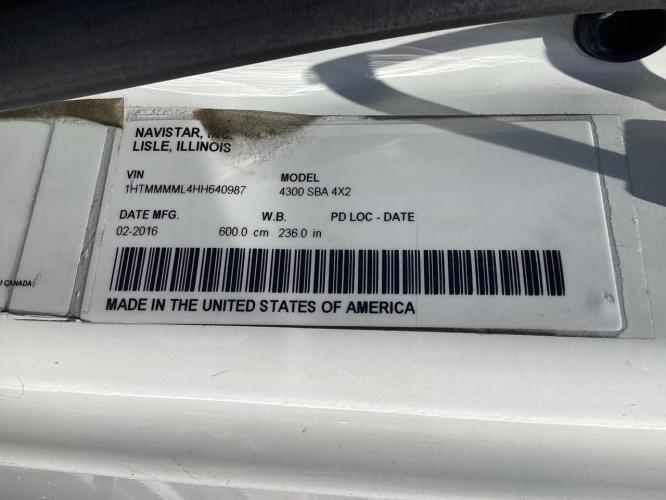 NAVISTAR, INC.
LISLE, ILLINOIS
VIN MODEL
1HTMMMML4HH640987 4300 SBA 4X2
DATE MFG. W.B. PD LOC - DATE
02-2016 600.0 cm 236.0 in
CANADA
MADE IN THE UNITED STATES OF AMERICA